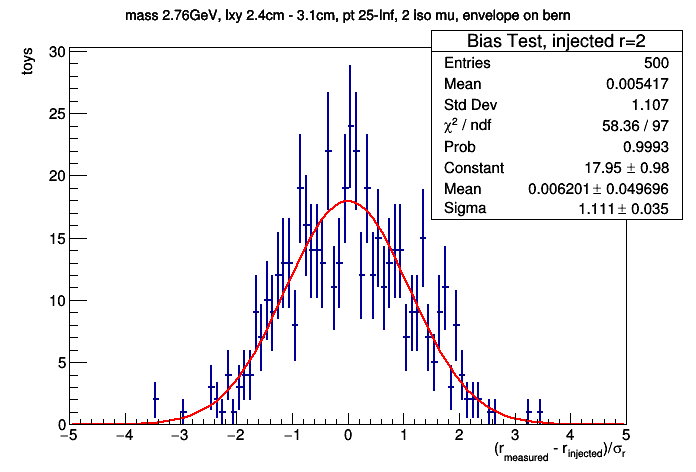 mass 2.76GeV, lxy 2.4cm - 3.1cm, pt 25-Inf, 2 Iso mu, envelope on bern
toys
30
25
20
15
10
5
0
Bias Test, injected r=2
Entries 500
Mean 0.005417
Std Dev 1.107
χ² / ndf 58.36 / 97
Prob 0.9993
Constant 17.95 ± 0.98
Mean 0.006201 ± 0.049696
Sigma 1.111 ± 0.035
−5 −4 −3 −2 −1 0 1 2 3 4 5
(r_measured - r_injected)/σ_r